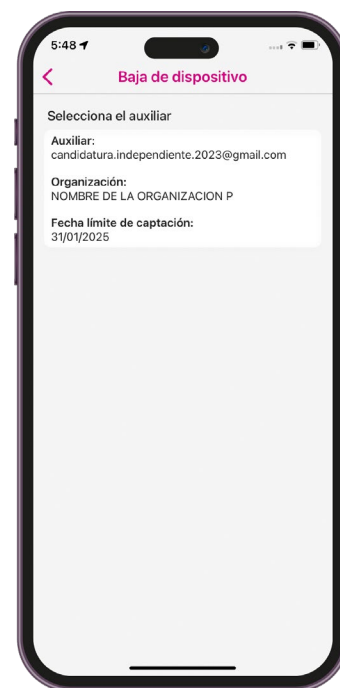 5:48
Baja de dispositivo
Selecciona el auxiliar
Auxiliar:
candidatura.independiente.2023@gmail.com
Organización:
NOMBRE DE LA ORGANIZACION P
Fecha límite de captación:
31/01/2025